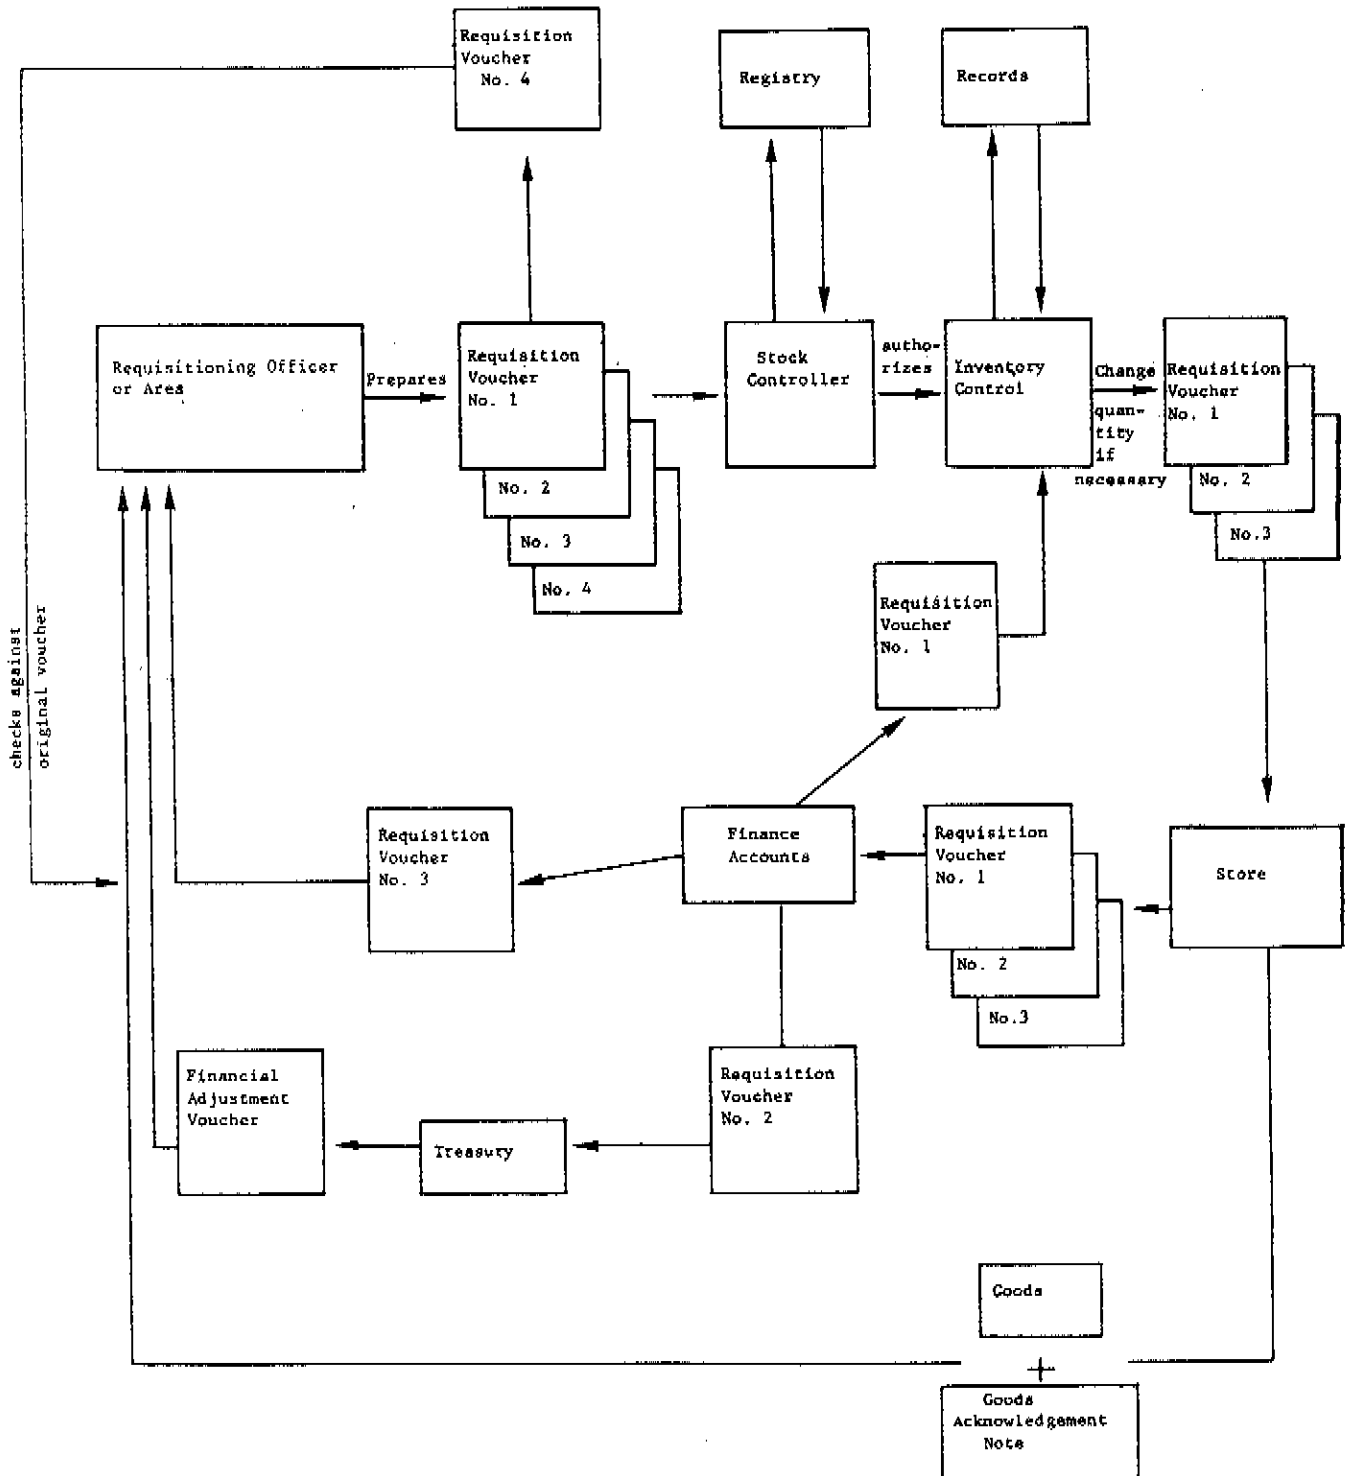 Requisition
Voucher
No. 4
Registry
Records
Requisitioning Officer
or Area
Prepares
Requisition
Voucher
No. 1
No. 2
No. 3
No. 4
Stock
Controller
autho-
rizes
Inventory
Control
Change
quan-
tity
if
necessary
Requisition
Voucher
No. 1
No. 2
No.3
Requisition
Voucher
No. 1
checks against
original voucher
Requisition
Voucher
No. 3
Finance
Accounts
Requisition
Voucher
No. 1
No. 2
No.3
Store
Financial
Adjustment
Voucher
Treasury
Requisition
Voucher
No. 2
Goods
+
Goods
Acknowledgement
Note